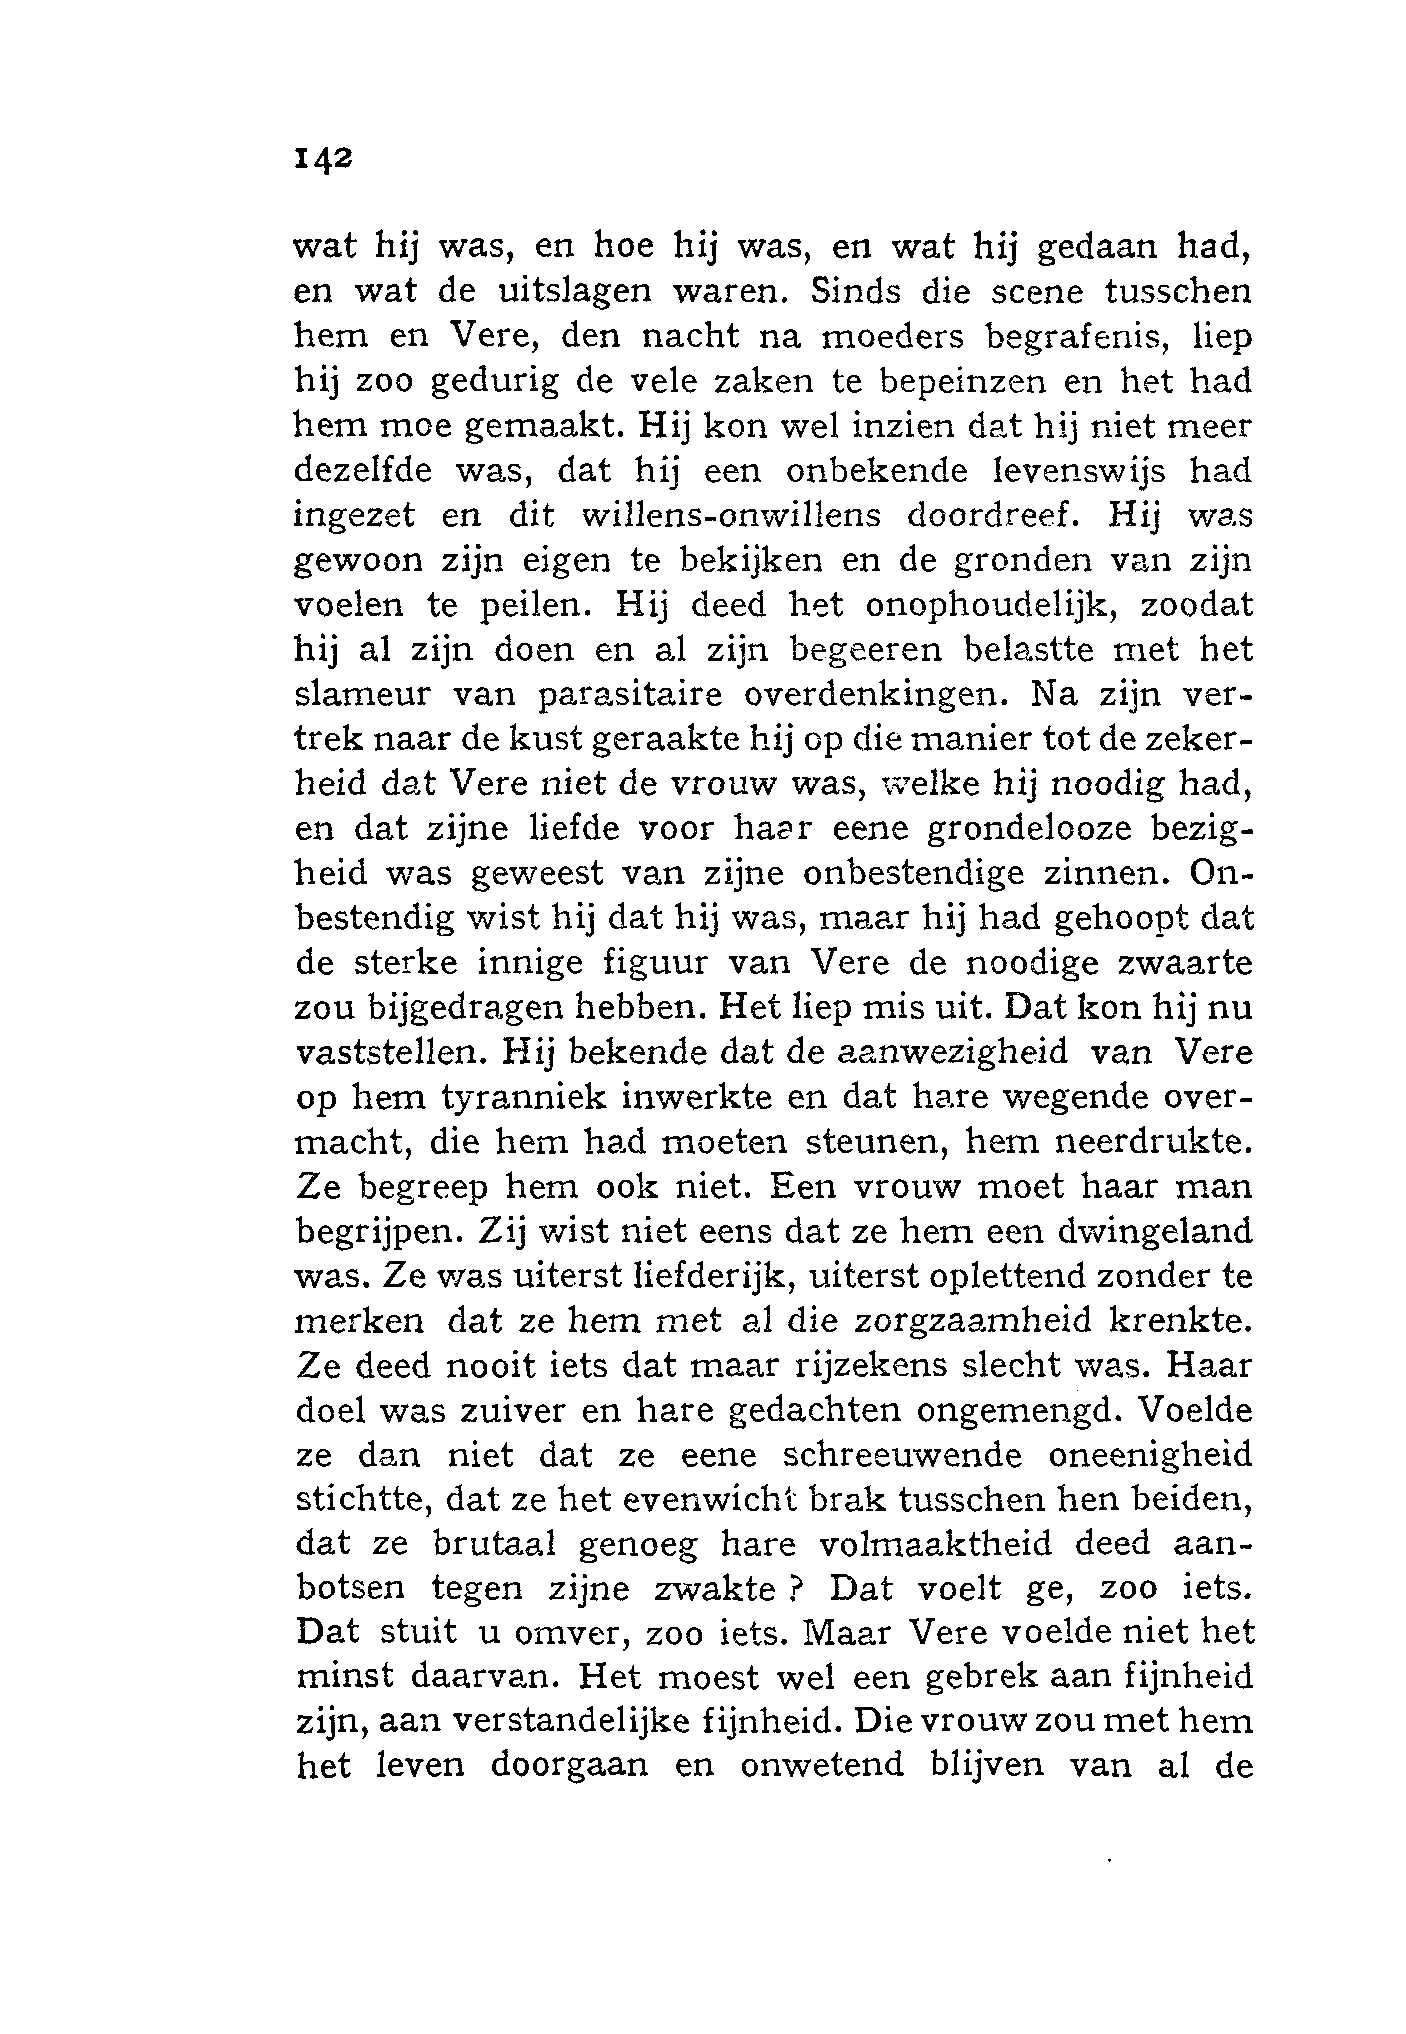 142
wat hij was, en hoe hij was, en wat hij gedaan had,
en wat de uitslagen waren. Sinds die scene tusschen
hem en Vere, den nacht na moeders begrafenis, liep
hij zoo gedurig de vele zaken te bepeinzen en het had
hem moe gemaakt. Hij kon wel inzien dat hij niet meer
dezelfde was, dat hij een onbekende levenswijs had
ingezet en dit willens-onwillens doordreef. Hij was
gewoon zijn eigen te bekijken en de gronden van zijn
voelen te peilen. Hij deed het onophoudelijk, zoodat
hij al zijn doen en al zijn begeeren belastte met het
slameur van parasitaire overdenkingen. Na zijn ver-
trek naar de kust geraakte hij op die manier tot de zeker-
heid dat Vere niet de vrouw was, welke hij noodig had,
en dat zijne liefde voor haar eene grondelooze bezig-
heid was geweest van zijne onbestendige zinnen. On-
bestendig wist hij dat hij was, maar hij had gehoopt dat
de sterke innige figuur van Vere de noodige zwaarte
zou bijgedragen hebben. Het liep mis uit. Dat kon hij nu
vaststellen. Hij bekende dat de aanwezigheid van Vere
op hem tyranniek inwerkte en dat hare wegende over-
macht, die hem had moeten steunen, hem neerdrukte.
Ze begreep hem ook niet. Een vrouw moet haar man
begrijpen. Zij wist niet eens dat ze hem een dwingeland
was. Ze was uiterst liefderijk, uiterst oplettend zonder te
merken dat ze hem met al die zorgzaamheid krenkte.
Ze deed nooit iets dat maar rijzekens slecht was. Haar
doel was zuiver en hare gedachten ongemengd. Voelde
ze dan niet dat ze eene schreeuwende oneenigheid
stichtte, dat ze het evenwicht brak tusschen hen beiden,
dat ze brutaal genoeg hare volmaaktheid deed aan-
botsen tegen zijne zwakte ? Dat voelt ge, zoo iets.
Dat stuit u omver, zoo iets. Maar Vere voelde niet het
minst daarvan. Het moest wel een gebrek aan fijnheid
zijn, aan verstandelijke fijnheid. Die vrouw zou met hem
het leven doorgaan en onwetend blijven van al de